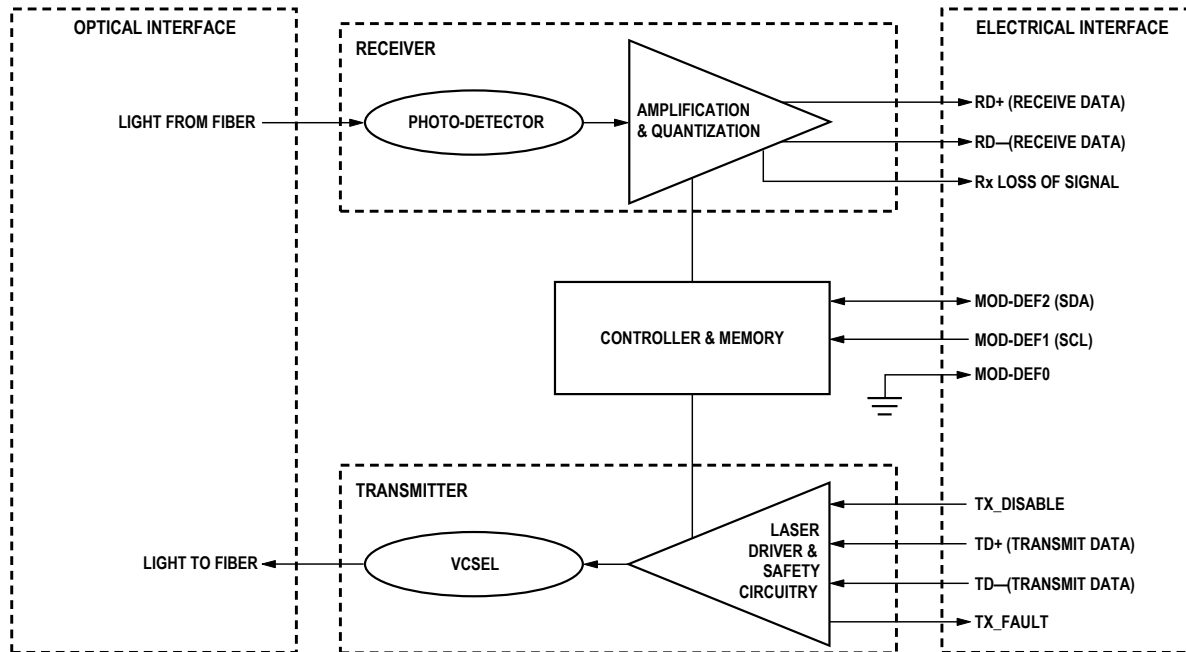 OPTICAL INTERFACE
LIGHT FROM FIBER
LIGHT TO FIBER
RECEIVER
PHOTO-DETECTOR
AMPLIFICATION
& QUANTIZATION
CONTROLLER & MEMORY
TRANSMITTER
VCSEL
LASER
DRIVER &
SAFETY
CIRCUITRY
ELECTRICAL INTERFACE
RD+ (RECEIVE DATA)
RD—(RECEIVE DATA)
Rx LOSS OF SIGNAL
MOD-DEF2 (SDA)
MOD-DEF1 (SCL)
MOD-DEF0
TX_DISABLE
TD+ (TRANSMIT DATA)
TD—(TRANSMIT DATA)
TX_FAULT